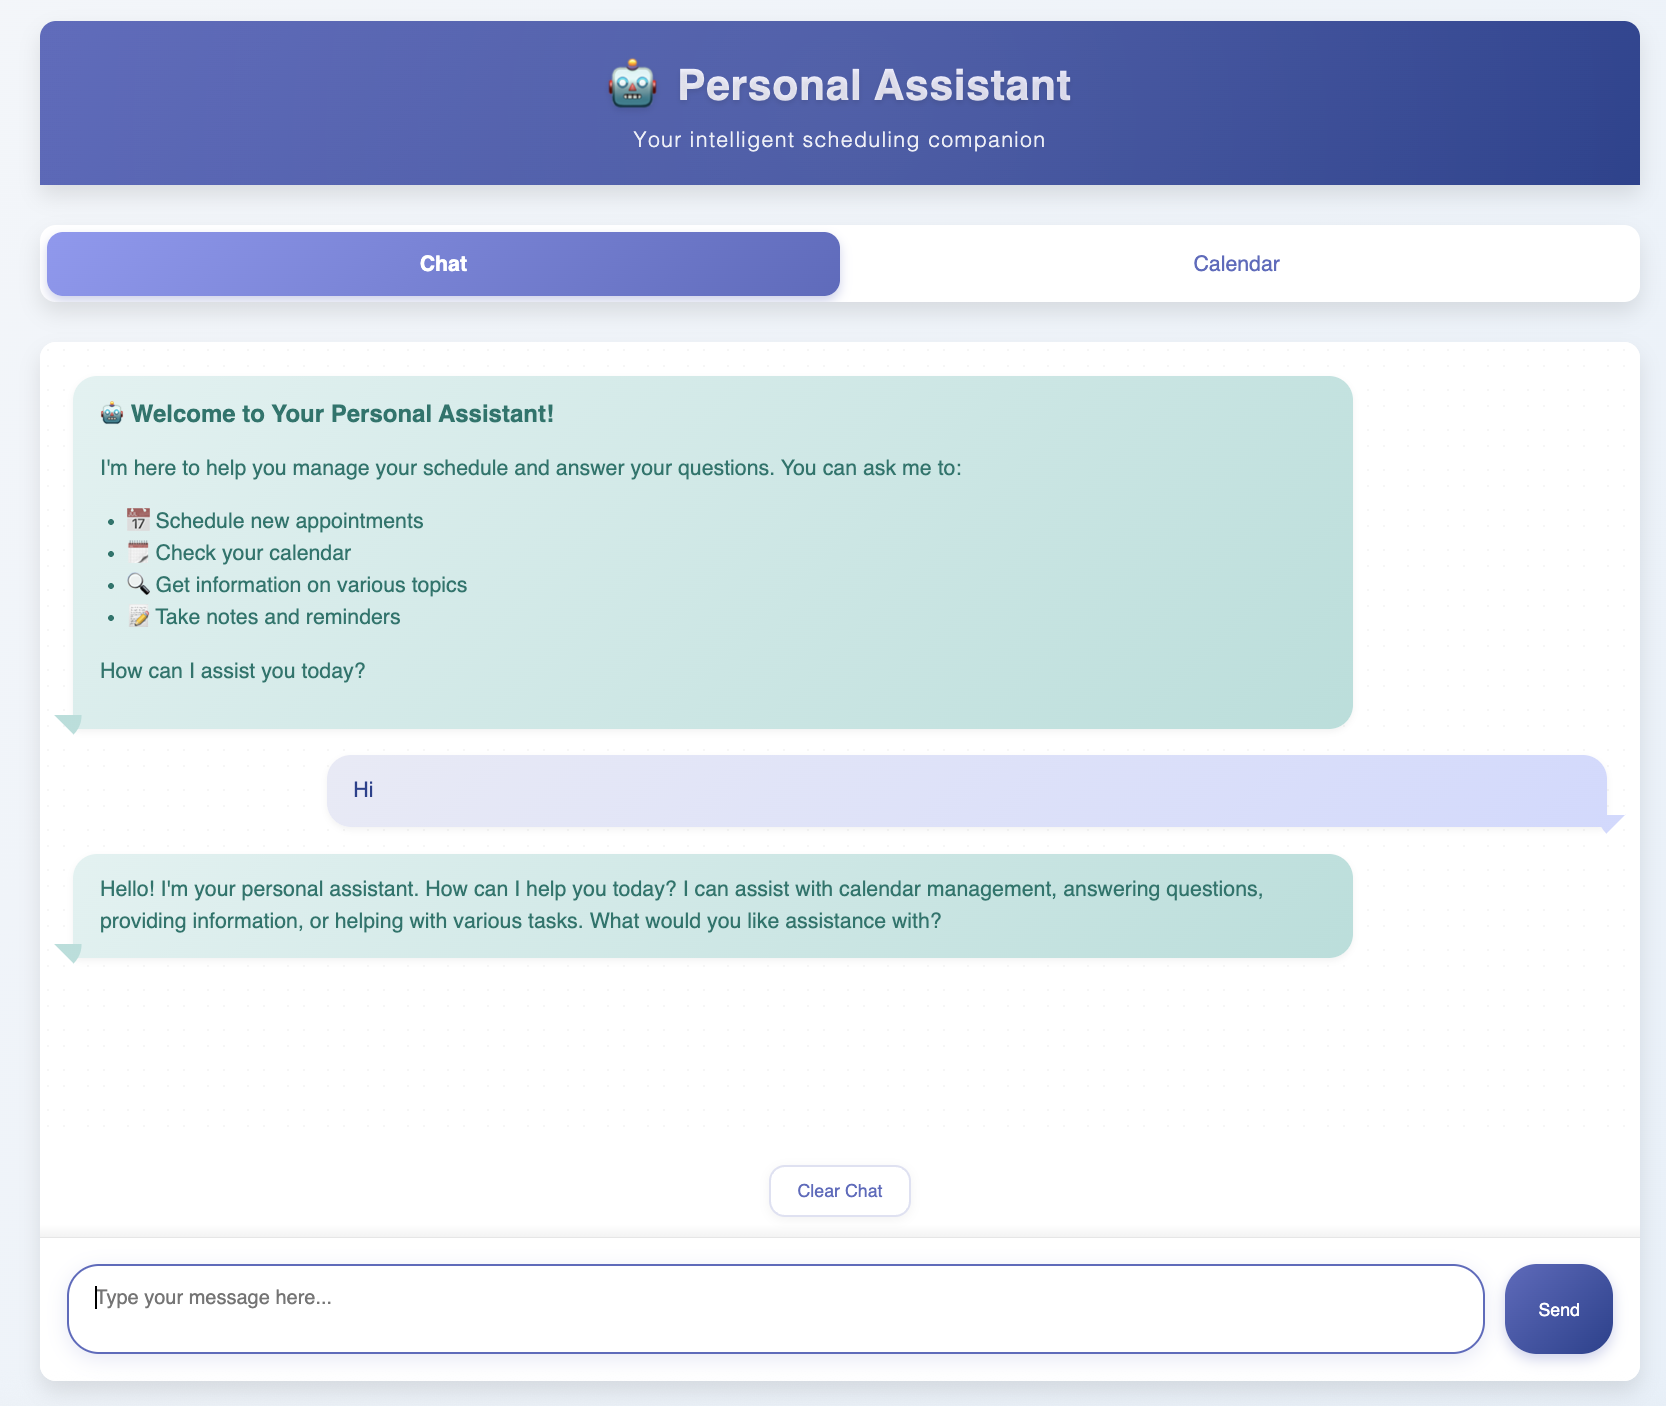 🤖 Personal Assistant
Your intelligent scheduling companion
Chat
Calendar
🤖 Welcome to Your Personal Assistant!
I'm here to help you manage your schedule and answer your questions. You can ask me to:
• 📅 Schedule new appointments
• 🗓️ Check your calendar
• 🔍 Get information on various topics
• 📝 Take notes and reminders
How can I assist you today?
Hi
Hello! I'm your personal assistant. How can I help you today? I can assist with calendar management, answering questions,
providing information, or helping with various tasks. What would you like assistance with?
Clear Chat
Type your message here...
Send